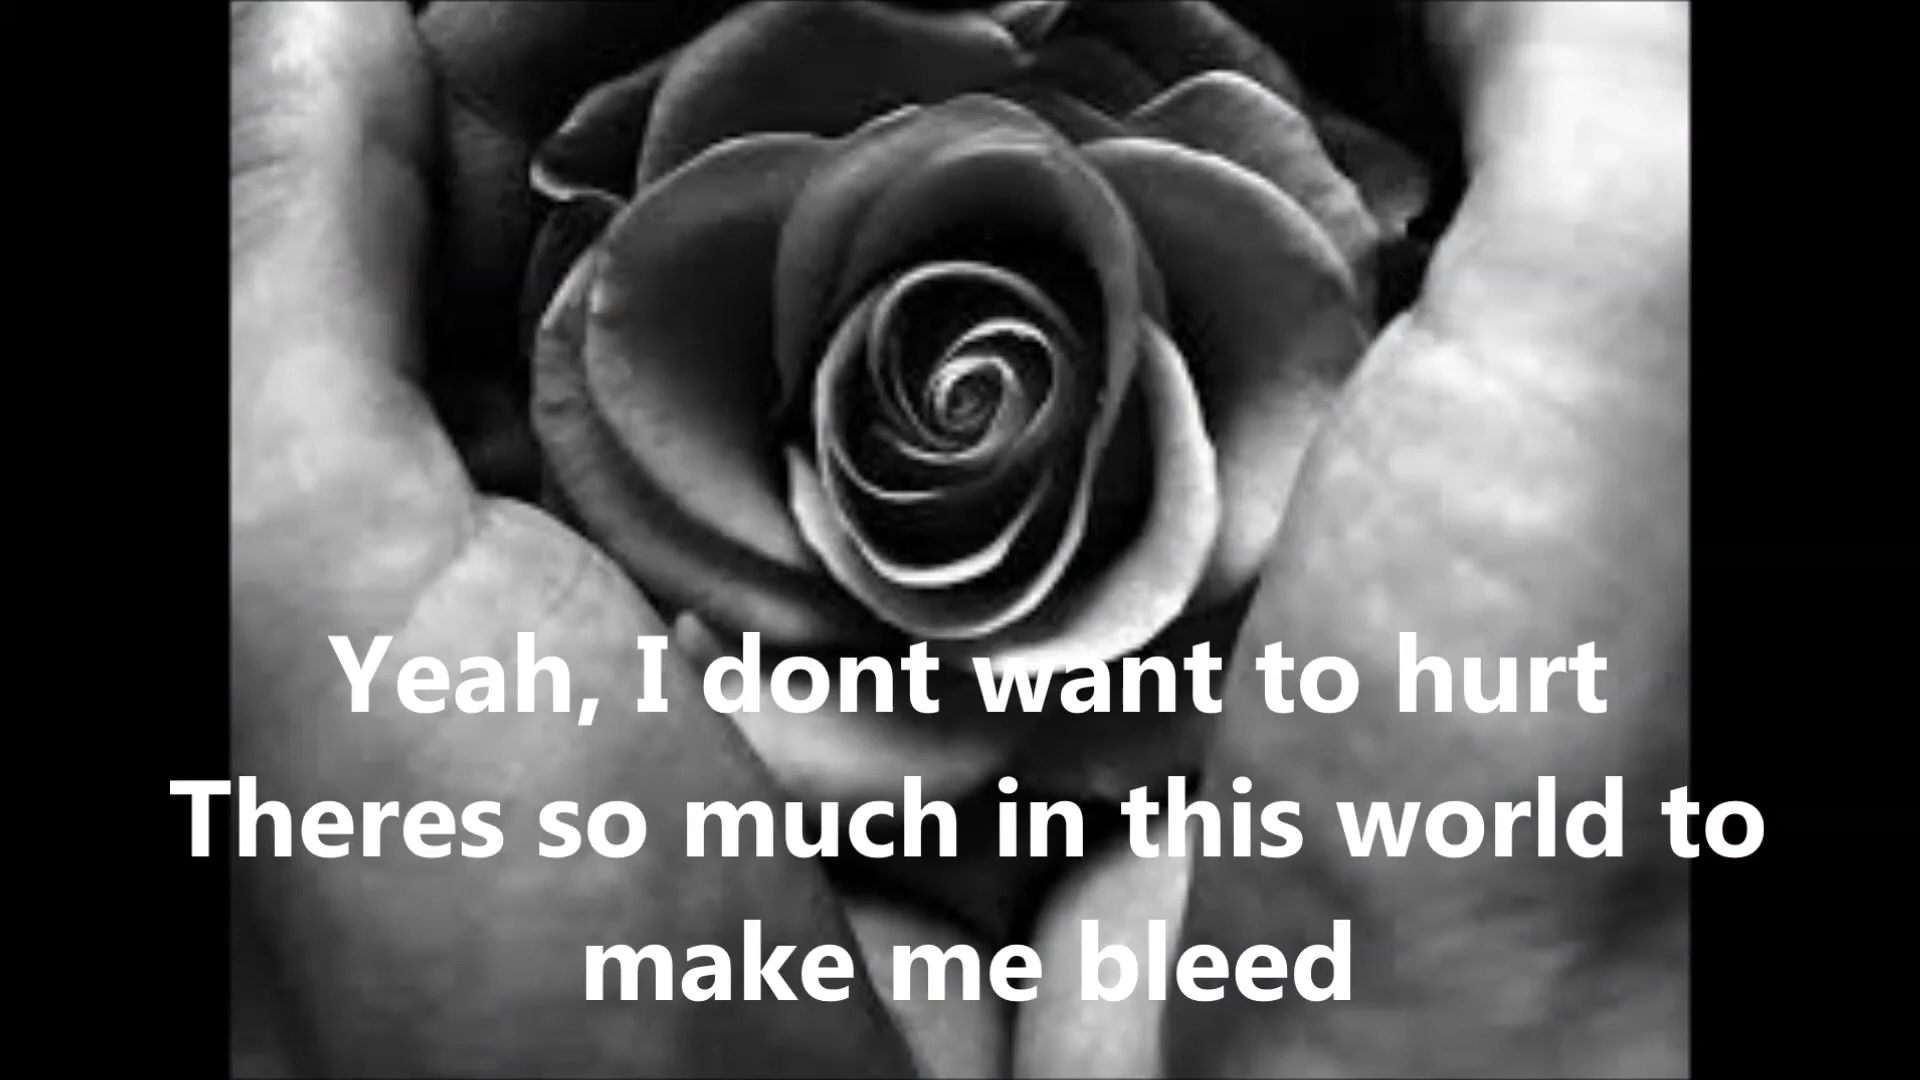 Yeah, I dont want to hurt
Theres so much in this world to
make me bleed